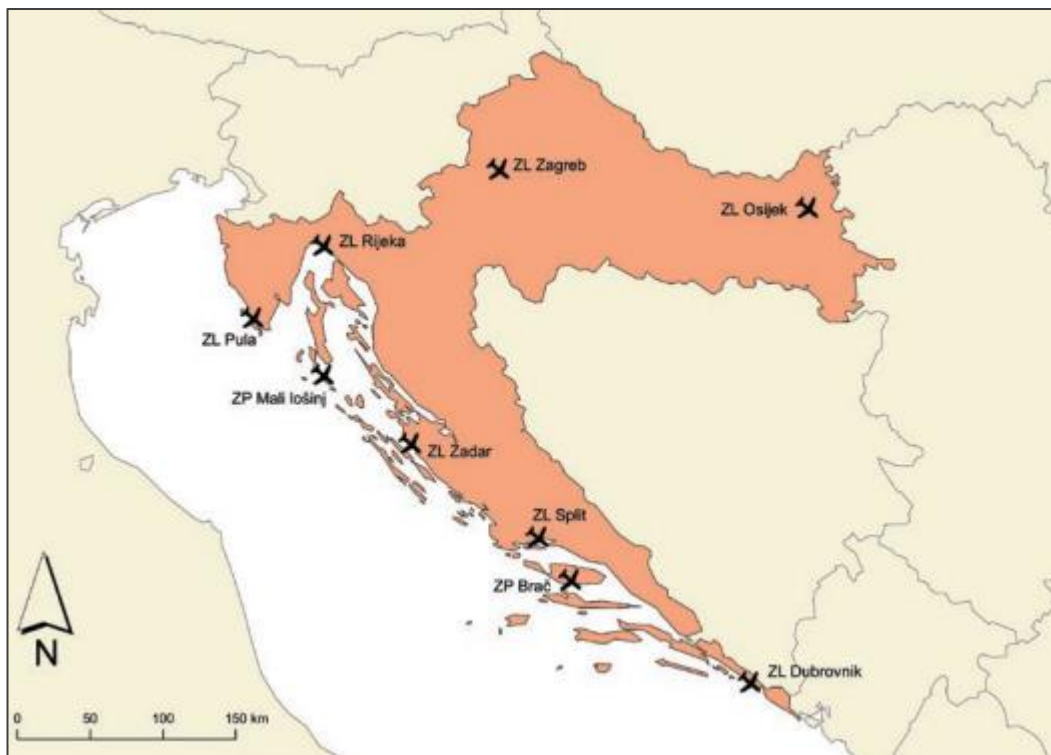 ZL Zagreb
ZL Osijek
ZL Rijeka
ZL Pula
ZP Mali lošinj
ZL Zadar
ZL Split
ZP Brač
ZL Dubrovnik
N
0 50 100 150 km